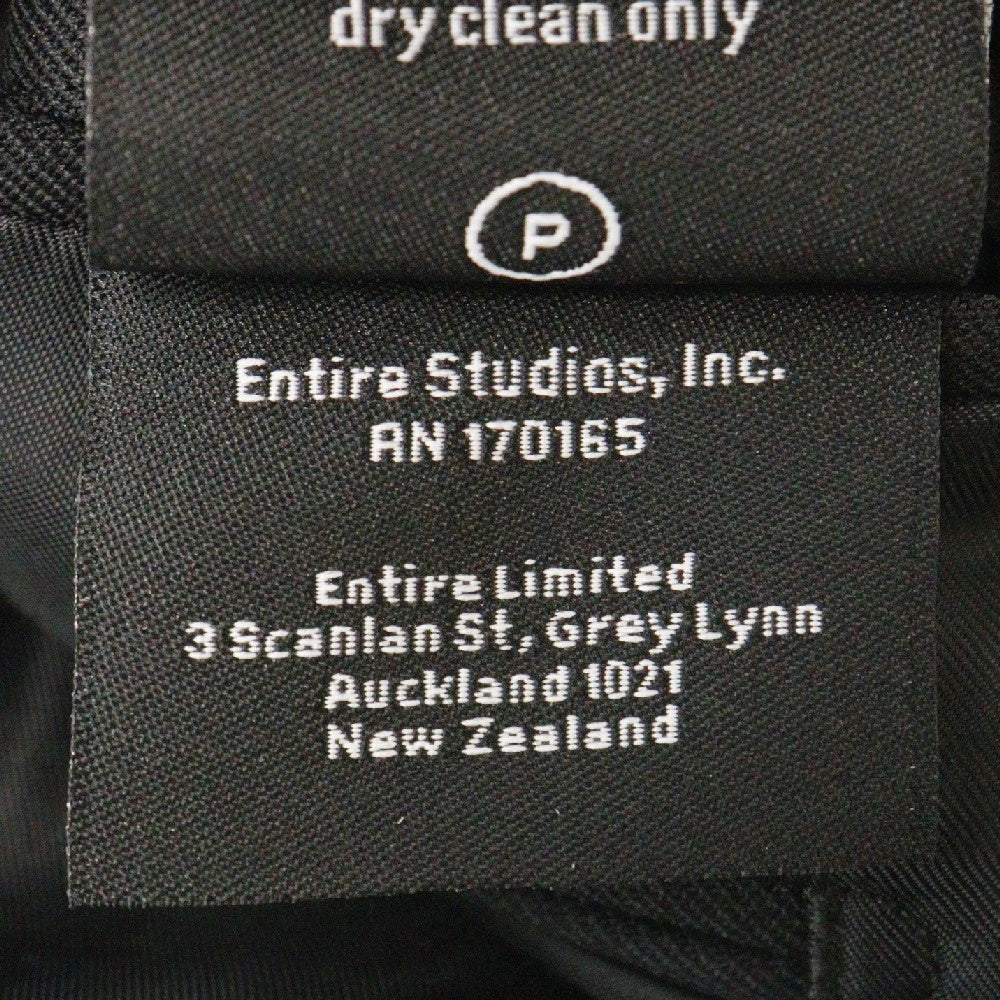 dry clean only
P
Entire Studios, Inc.
RN 170165
Entire Limited
3 Scanlan St, Grey Lynn
Auckland 1021
New Zealand